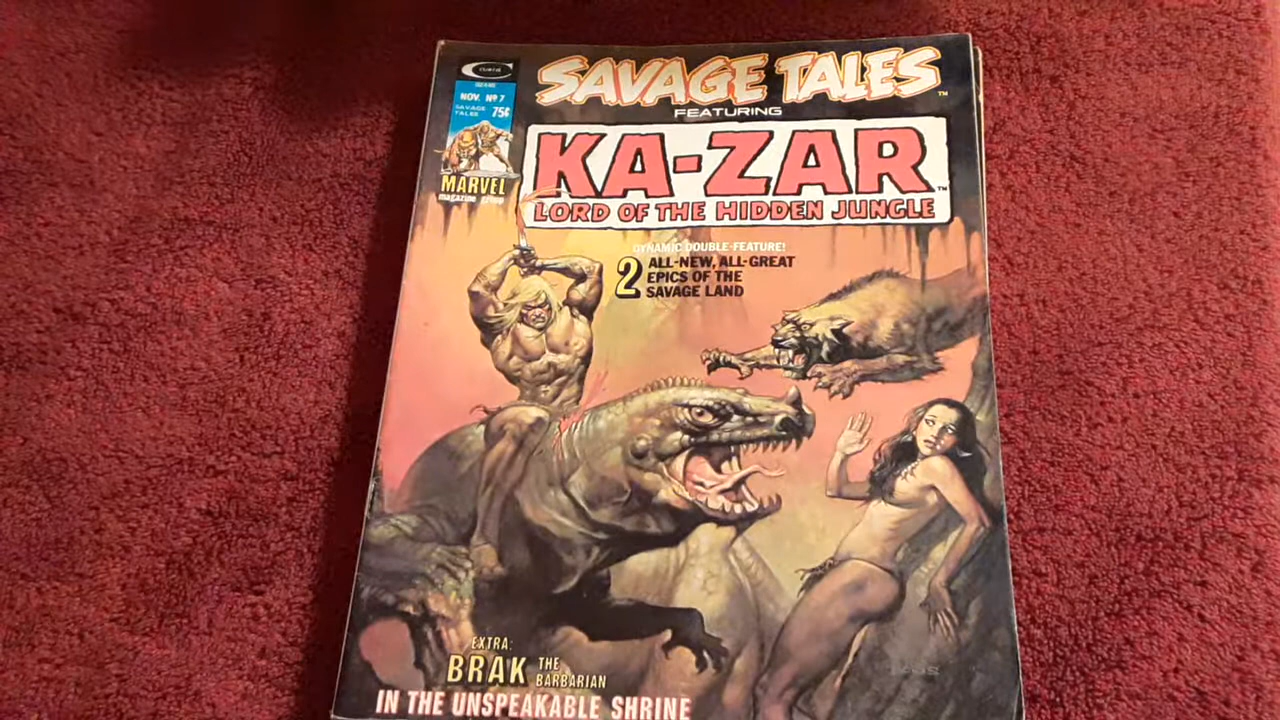 SAVAGE TALES ™
FEATURING
KA-ZAR ™
LORD OF THE HIDDEN JUNGLE
NOV. Nº 7
SAVAGE TALES 75¢
MARVEL
magazine group
DYNAMIC DOUBLE-FEATURE!
2 ALL-NEW, ALL-GREAT
EPICS OF THE
SAVAGE LAND
EXTRA:
BRAK THE BARBARIAN
IN THE UNSPEAKABLE SHRINE